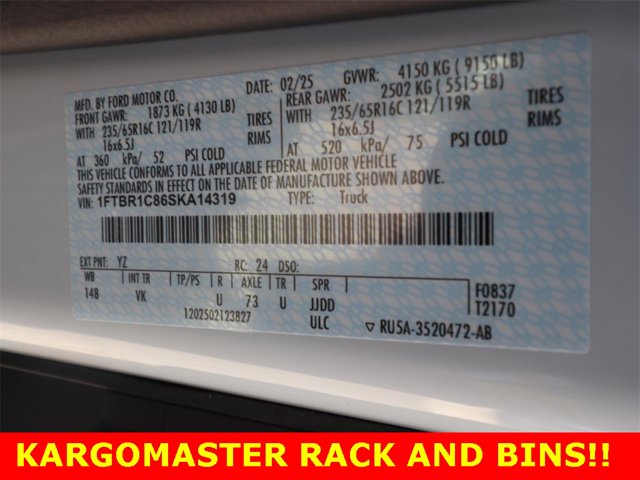 MFD. BY FORD MOTOR CO. DATE: 02/25 GVWR: 4150 KG ( 9150 LB)
FRONT GAWR: 1873 KG ( 4130 LB) REAR GAWR: 2502 KG ( 5515 LB)
WITH 235/65R16C 121/119R TIRES WITH 235/65R16C 121/119R TIRES
16x6.5J RIMS 16x6.5J RIMS
AT 360 kPa/ 52 PSI COLD AT 520 kPa/ 75 PSI COLD
THIS VEHICLE CONFORMS TO ALL APPLICABLE FEDERAL MOTOR VEHICLE
SAFETY STANDARDS IN EFFECT ON THE DATE OF MANUFACTURE SHOWN ABOVE.
VIN: 1FTBR1C86SKA14319 TYPE: Truck
EXT PNT: YZ RC: 24 DSO:
WB INT TR TP/PS R AXLE TR SPR F0837
148 VK U 73 U JJDD T2170
1202502123827 ULC RU5A-3520472-AB
KARGOMASTER RACK AND BINS!!